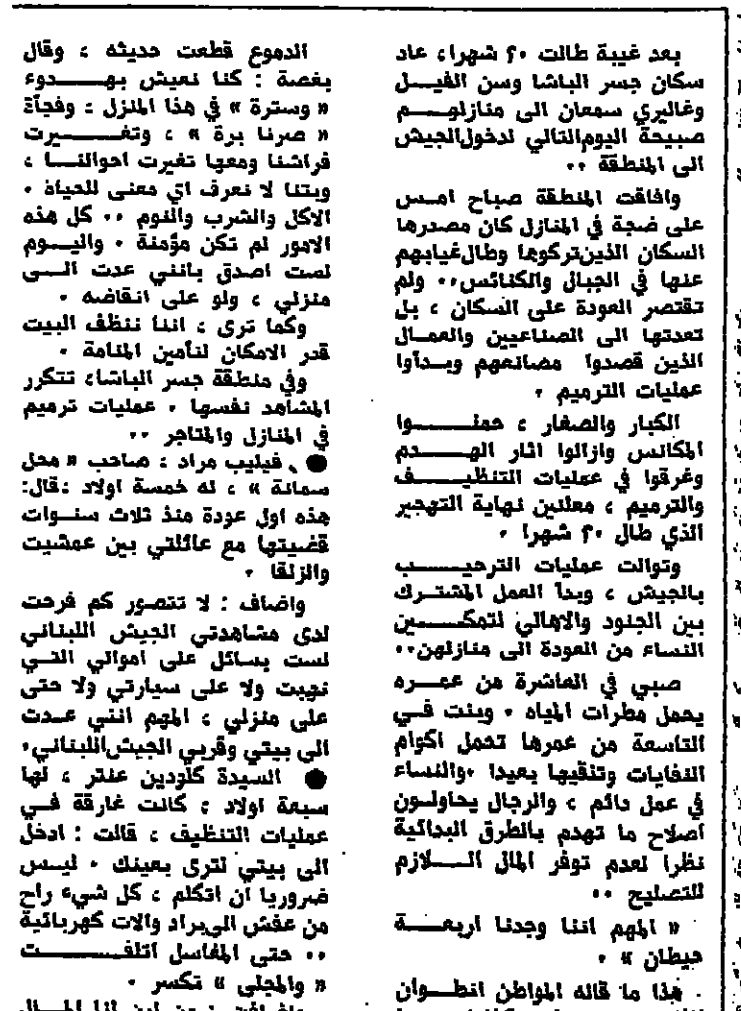 بعد غيبة طالت ٢٠ شهرا، عاد
سكان جسر الباشا وسن الفيل
وغاليري سمعان الى منازلهم
صبيحة اليوم التالي لدخول الجيش
الى المنطقة ..
وافاقت المنطقة صباح امس
على ضجة في المنازل كان مصدرها
السكان الذين تركوها وطال غيابهم
عنها في الجبال والكنائس .. ولم
تقتصر العودة على السكان ، بل
تعدتها الى الصناعيين والعمال
الذين قصدوا مصانعهم وبدأوا
عمليات الترميم .
الكبار والصغار ، حملوا
المكانس وازالوا اثار الهدم
وغرقوا في عمليات التنظيف
والترميم ، معلنين نهاية التهجير
الذي طال ٢٠ شهرا .
وتوالت عمليات الترحيب
بالجيش ، وبدأ العمل المشترك
بين الجنود والاهالي لتمكين
النساء من العودة الى منازلهن ..
صبي في العاشرة من عمره
يحمل مطرات المياه . وبنت في
التاسعة من عمرها تحمل اكوام
النفايات وتنقيها بعيدا . والنساء
في عمل دائم ، والرجال يحاولون
اصلاح ما تهدم بالطرق البدائية
نظرا لعدم توفر المال اللازم
للتصليح ..
« المهم اننا وجدنا اربعة
حيطان » .
هذا ما قاله المواطن انطوان
الدموع قطعت حديثه ، وقال
بغصة : كنا نعيش بهدوء
« وسترة » في هذا المنزل ، وفجأة
« صرنا برة » ، وتغيرت
فراشنا ومعها تغيرت احوالنا ،
وبتنا لا نعرف اي معنى للحياة .
الاكل والشرب والنوم .. كل هذه
الامور لم تكن مؤمنة . واليوم
لست اصدق بانني عدت الى
منزلي ، ولو على انقاضه .
وكما ترى ، اننا ننظف البيت
قدر الامكان لتأمين المنامة .
وفي منطقة جسر الباشا، تتكرر
المشاهد نفسها . عمليات ترميم
في المنازل والمتاجر ..
● ، فيليب مراد ، صاحب « محل
سمانة » ، له خمسة اولاد ، قال:
هذه اول عودة منذ ثلاث سنوات
قضيتها مع عائلتي بين عمشيت
والزلقا .
واضاف : لا تتصور كم فرحت
لدى مشاهدتي الجيش اللبناني
لست بسائل على اموالي التي
نهبت ولا على سيارتي ولا حتى
على منزلي ، المهم انني عدت
الى بيتي وقربي الجيش اللبناني.
● السيدة كلودين عنتر ، لها
سبعة اولاد ، كانت غارقة في
عمليات التنظيف ، قالت : ادخل
الى بيتي لترى بعينك . ليس
ضروريا ان اتكلم ، كل شيء راح
من عفش الى براد والات كهربائية
.. حتى المغاسل اتلفت
« والمجلى » تكسر .